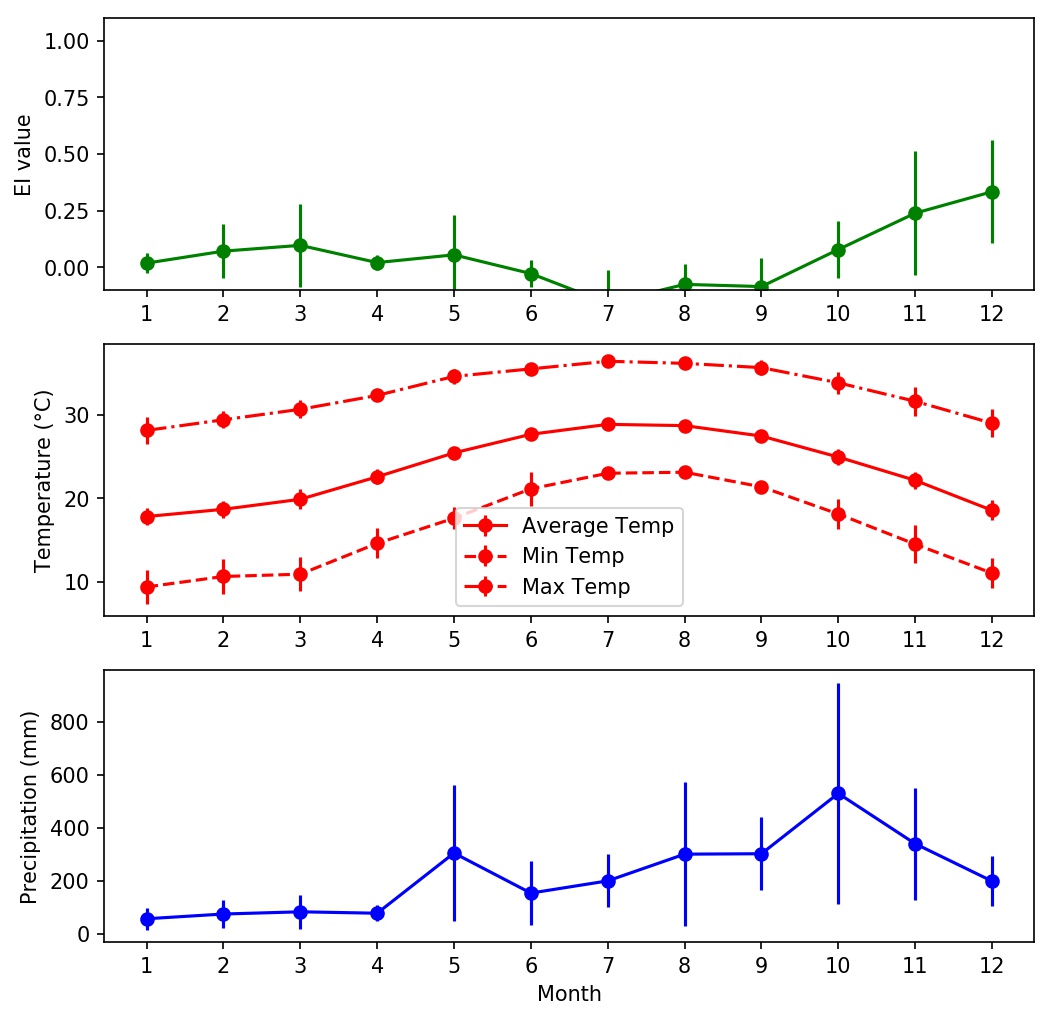 EI value
1.00
0.75
0.50
0.25
0.00
1 2 3 4 5 6 7 8 9 10 11 12
Temperature (°C)
30
20
10
Average Temp
Min Temp
Max Temp
1 2 3 4 5 6 7 8 9 10 11 12
Precipitation (mm)
800
600
400
200
0
1 2 3 4 5 6 7 8 9 10 11 12
Month